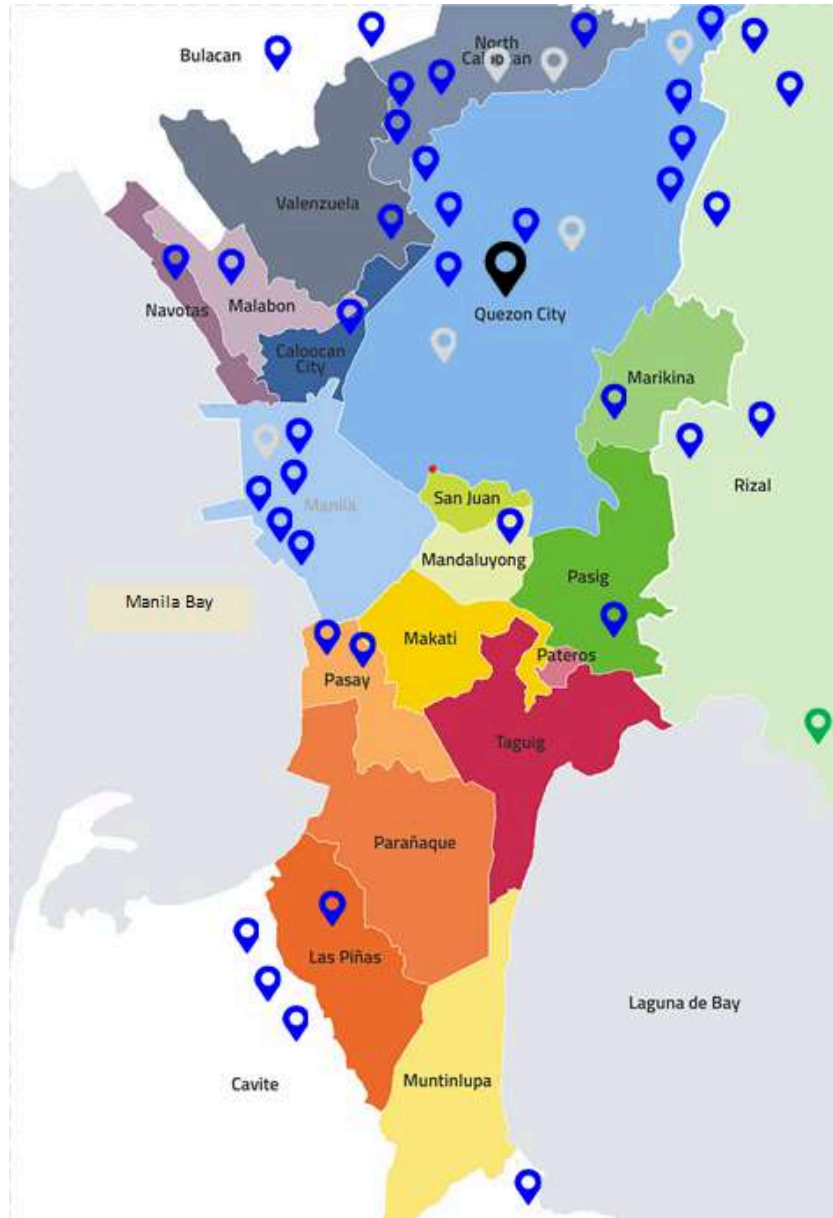 Bulacan
North
Caloocan
Valenzuela
Navotas
Malabon
Quezon City
Caloocan
City
Marikina
Rizal
San Juan
Manila
Mandaluyong
Pasig
Manila Bay
Makati
Pateros
Pasay
Taguig
Parañaque
Las Piñas
Laguna de Bay
Cavite
Muntinlupa